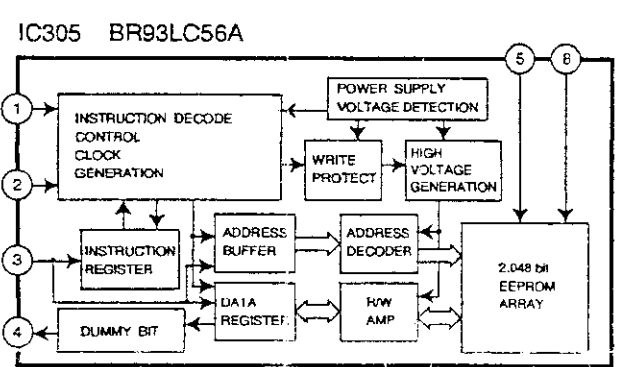 IC305 BR93LC56A
5 8
POWER SUPPLY
VOLTAGE DETECTION
1
INSTRUCTION DECODE
CONTROL
CLOCK
GENERATION
WRITE
PROTECT
HIGH
VOLTAGE
GENERATION
2
ADDRESS
BUFFER
ADDRESS
DECODER
3
INSTRUCTION
REGISTER
2.048 bit
EEPROM
ARRAY
DATA
REGISTER
R/W
AMP
4
DUMMY BIT